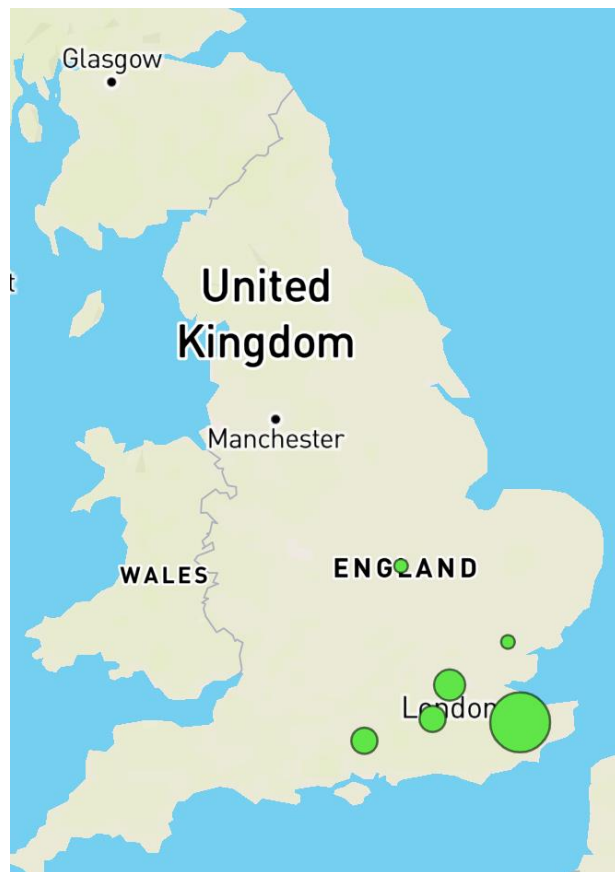 Glasgow
United
Kingdom
t
Manchester
WALES
ENGLAND
London